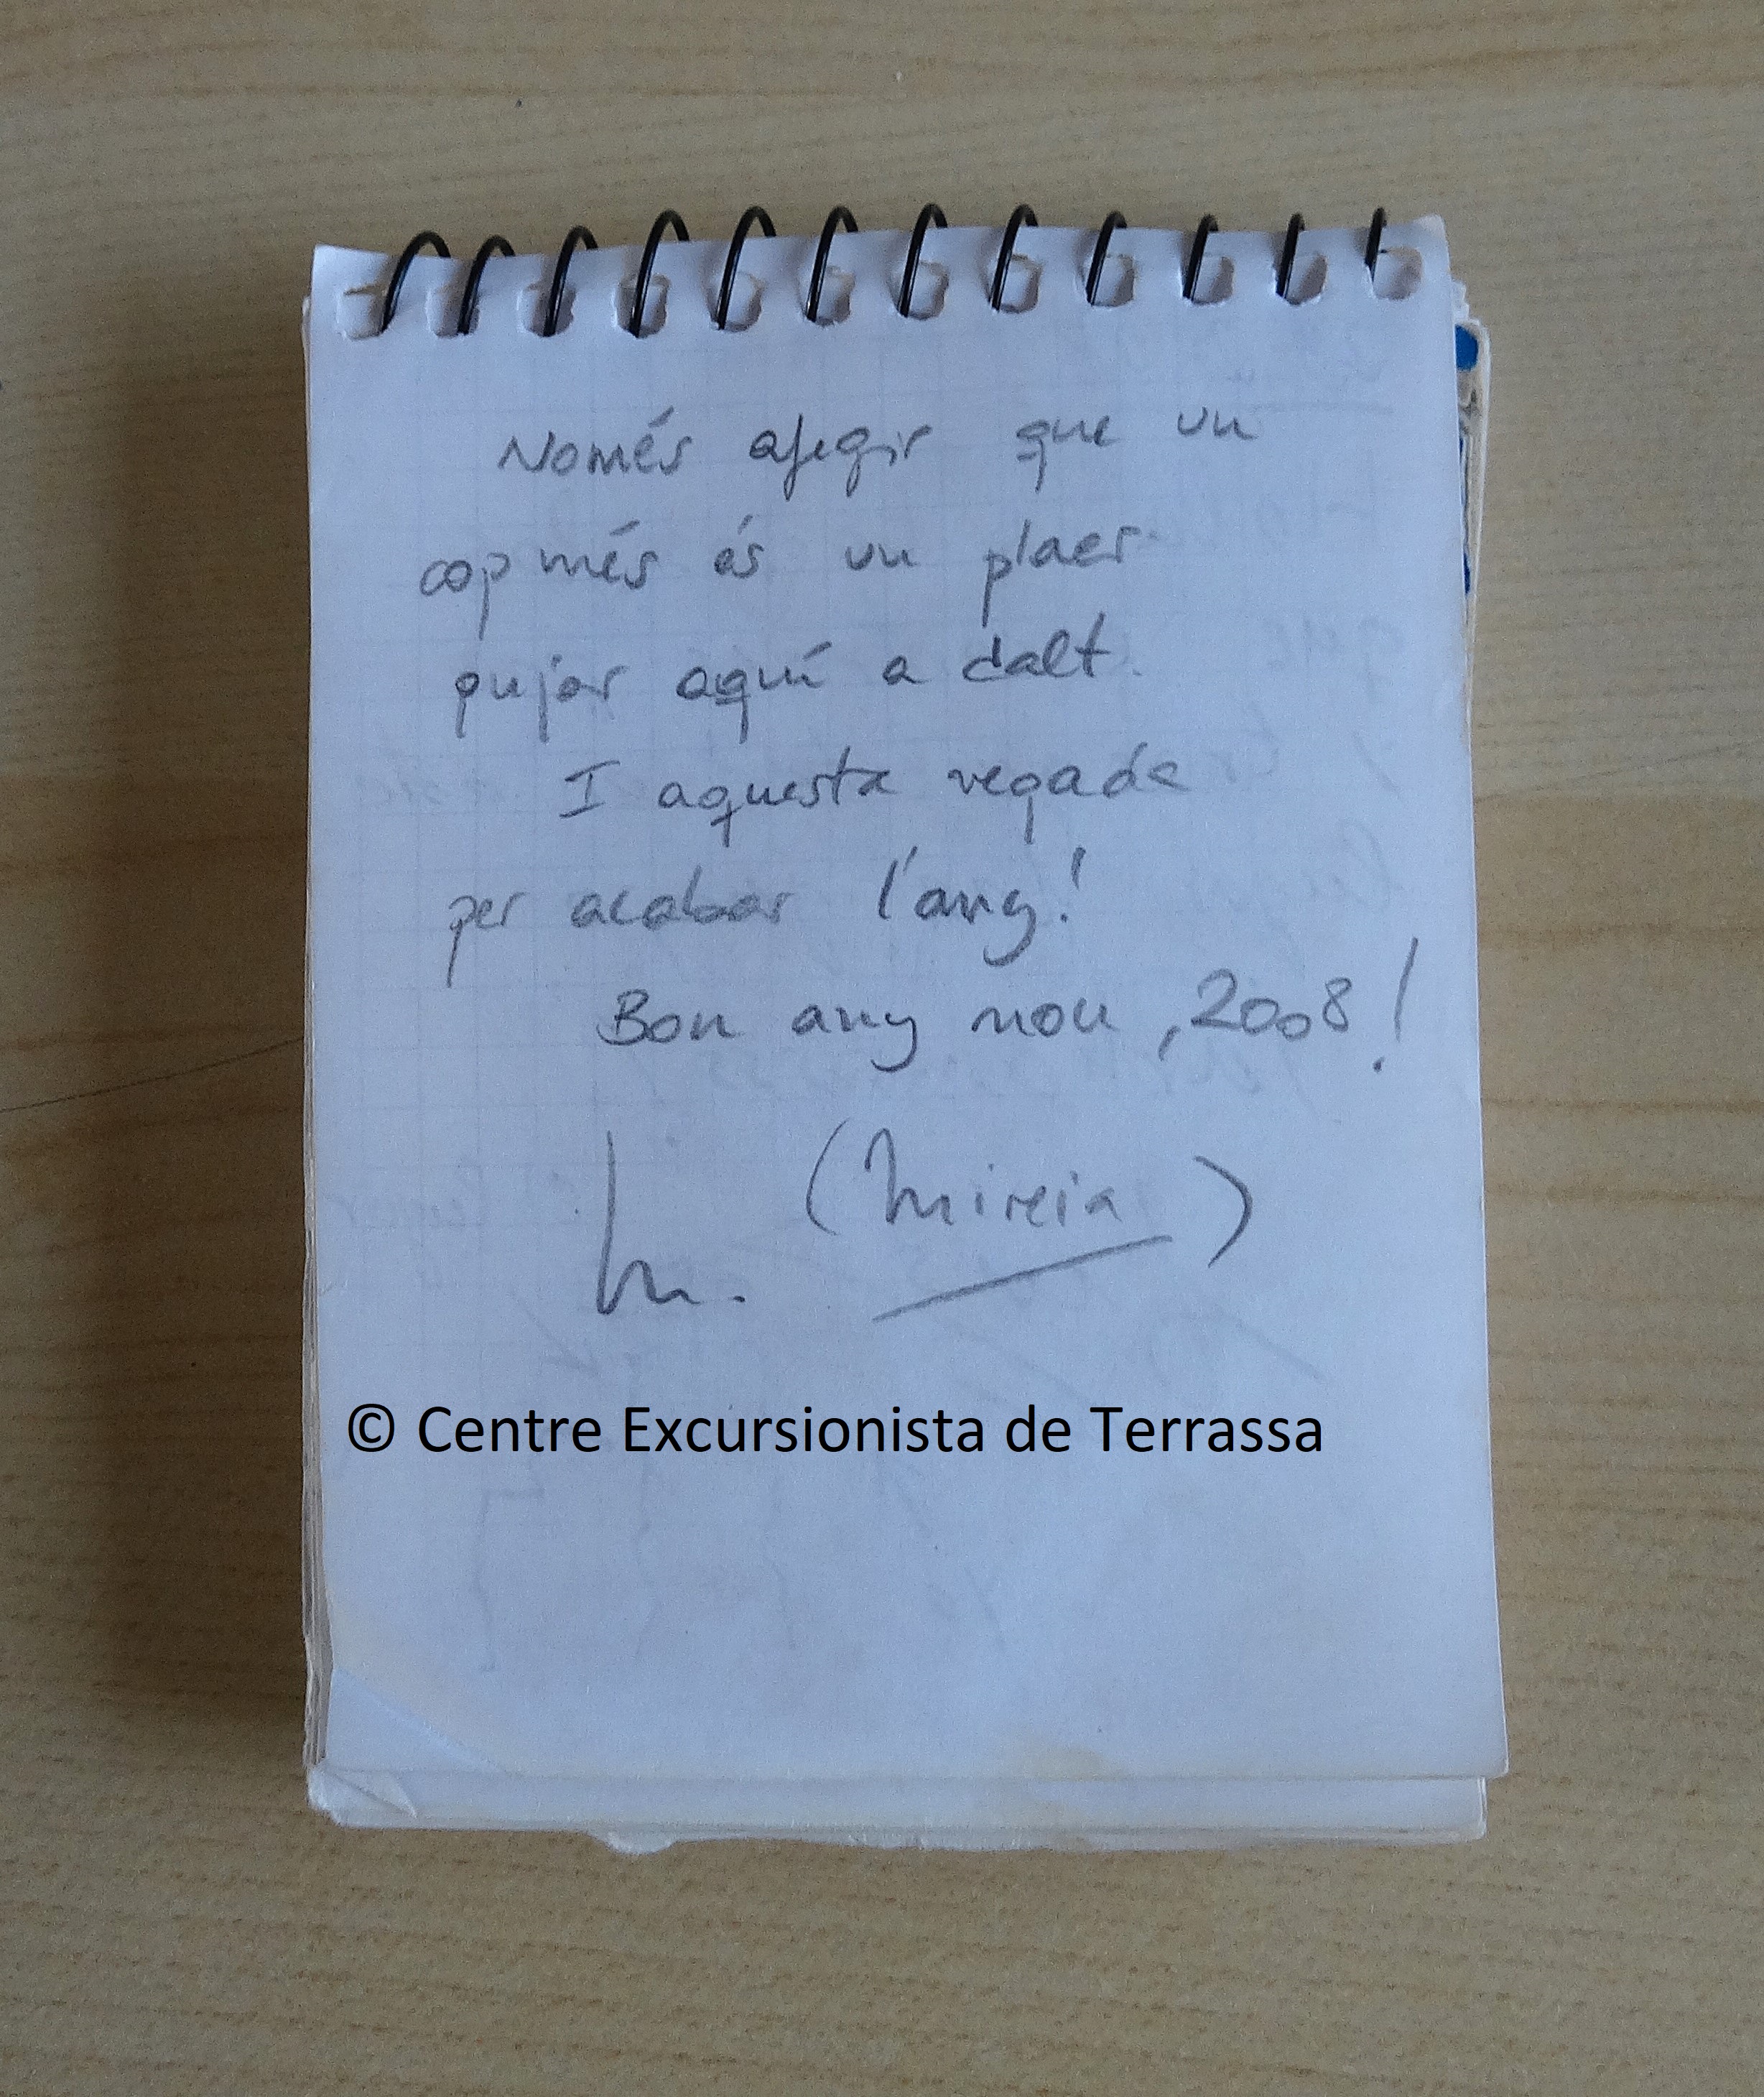 Només afegir que un
cop més és un plaer
pujar aquí a dalt.
I aquesta vegada
per acabar l'any!
Bon any nou, 2008!
M. (Mireia)
© Centre Excursionista de Terrassa